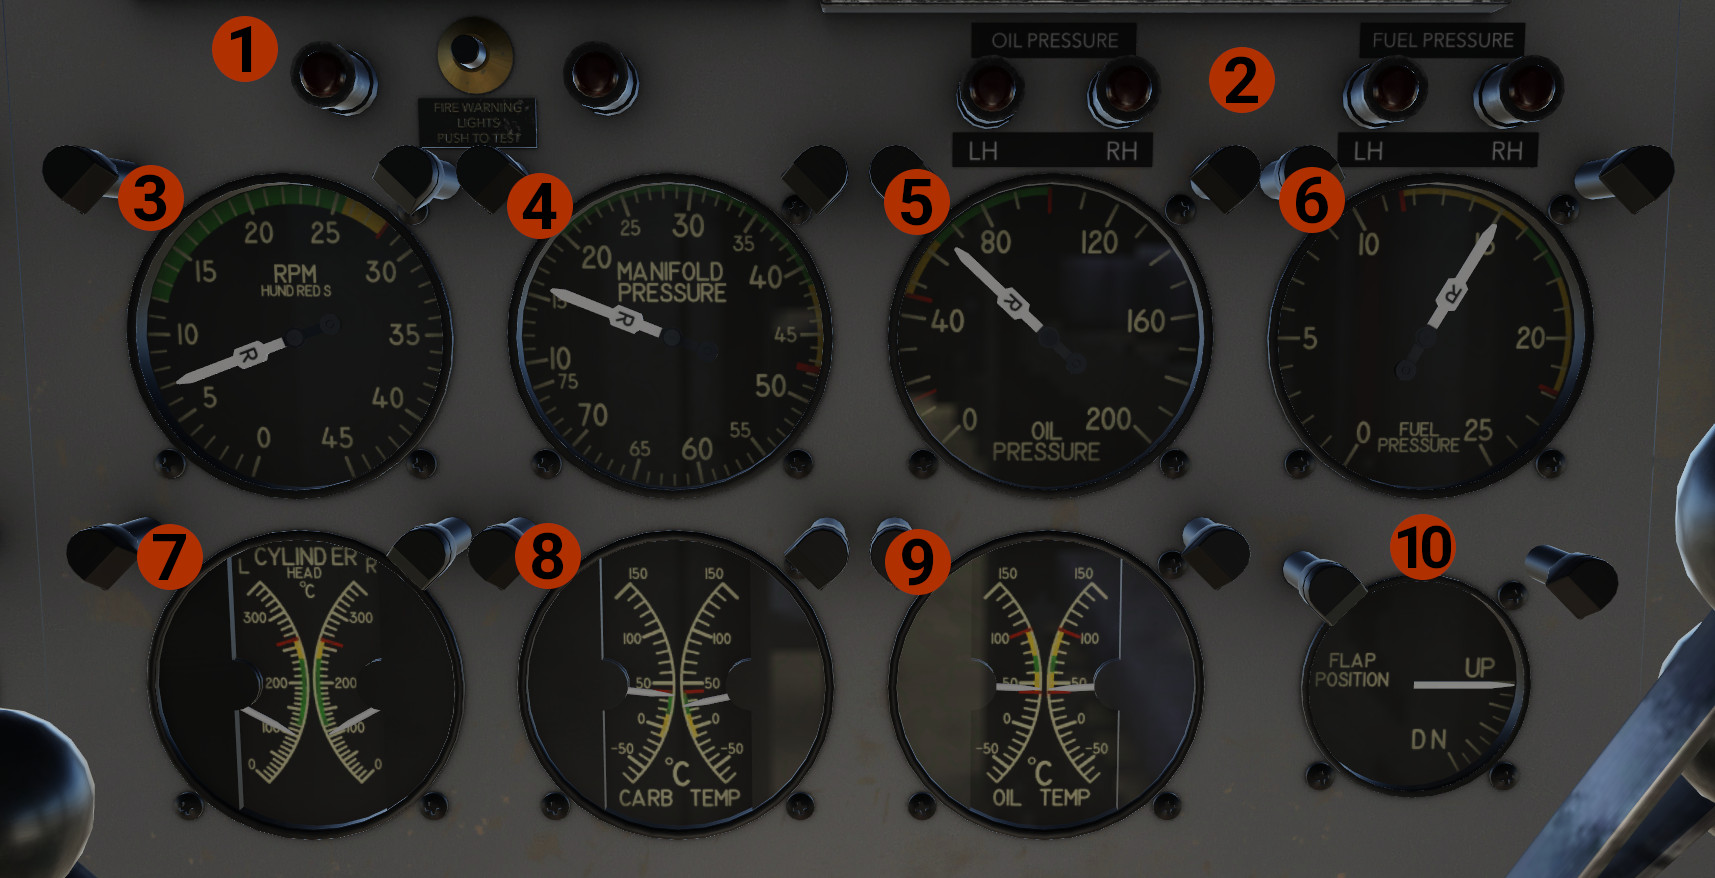 1
OIL PRESSURE
FUEL PRESSURE
2
FIRE WARNING
LIGHTS
PUSH TO TEST
LH RH
LH RH
3
RPM
HUNDREDS
0 5 10 15 20 25 30 35 40 45
R
4
MANIFOLD
PRESSURE
10 15 20 25 30 35 40 45 50 55 60 65 70 75
R
5
0 40 80 120 160 200
OIL
PRESSURE
R
6
0 5 10 15 20 25
FUEL
PRESSURE
R
7
L CYLINDER R
HEAD
°C
300 300
200 200
100 100
0 0
8
150 150
100 100
50 50
0 0
-50 -50
°C
CARB TEMP
9
150 150
100 100
50 50
0 0
-50 -50
°C
OIL TEMP
10
FLAP
POSITION
UP
DN